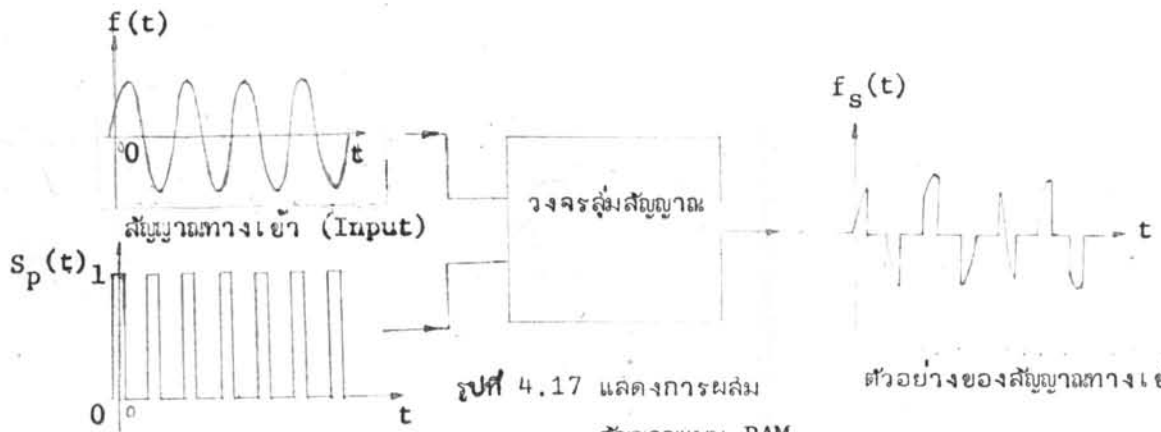 f(t)
0
t
สัญญาณทางเข้า (Input)
Sp(t)
1
0
0
t
วงจรสุ่มสัญญาณ
fs(t)
t
รูปที่ 4.17 แสดงการผสม
ตัวอย่างของสัญญาณทาง